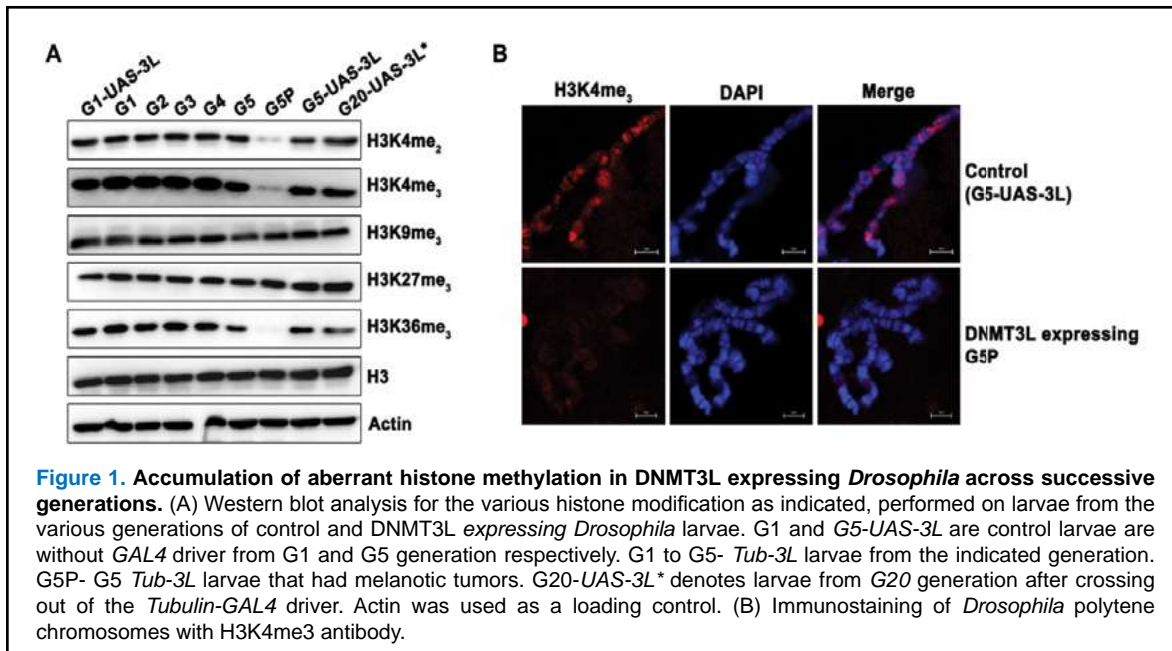 A
B
G1-UAS-3L
G1
G2
G3
G4
G5
G5P
G5-UAS-3L
G20-UAS-3L*
H3K4me₂
H3K4me₃
H3K9me₃
H3K27me₃
H3K36me₃
H3
Actin
H3K4me₃ DAPI Merge
Control
(G5-UAS-3L)
DNMT3L expressing
G5P
Figure 1. Accumulation of aberrant histone methylation in DNMT3L expressing Drosophila across successive
generations. (A) Western blot analysis for the various histone modification as indicated, performed on larvae from the
various generations of control and DNMT3L expressing Drosophila larvae. G1 and G5-UAS-3L are control larvae are
without GAL4 driver from G1 and G5 generation respectively. G1 to G5- Tub-3L larvae from the indicated generation.
G5P- G5 Tub-3L larvae that had melanotic tumors. G20-UAS-3L* denotes larvae from G20 generation after crossing
out of the Tubulin-GAL4 driver. Actin was used as a loading control. (B) Immunostaining of Drosophila polytene
chromosomes with H3K4me3 antibody.